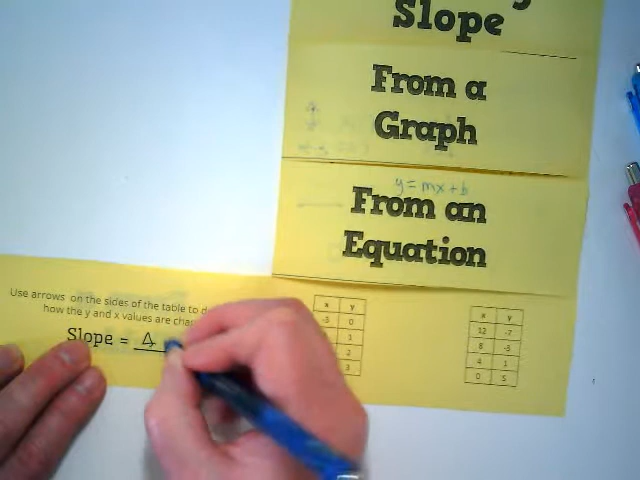 Slope
From a
Graph
y = mx + b
From an
Equation
Use arrows on the sides of the table to
how the y and x values are
Slope = Δ
x y
-3 0
1
2
3
x y
12 -7
8 -3
4 1
0 5